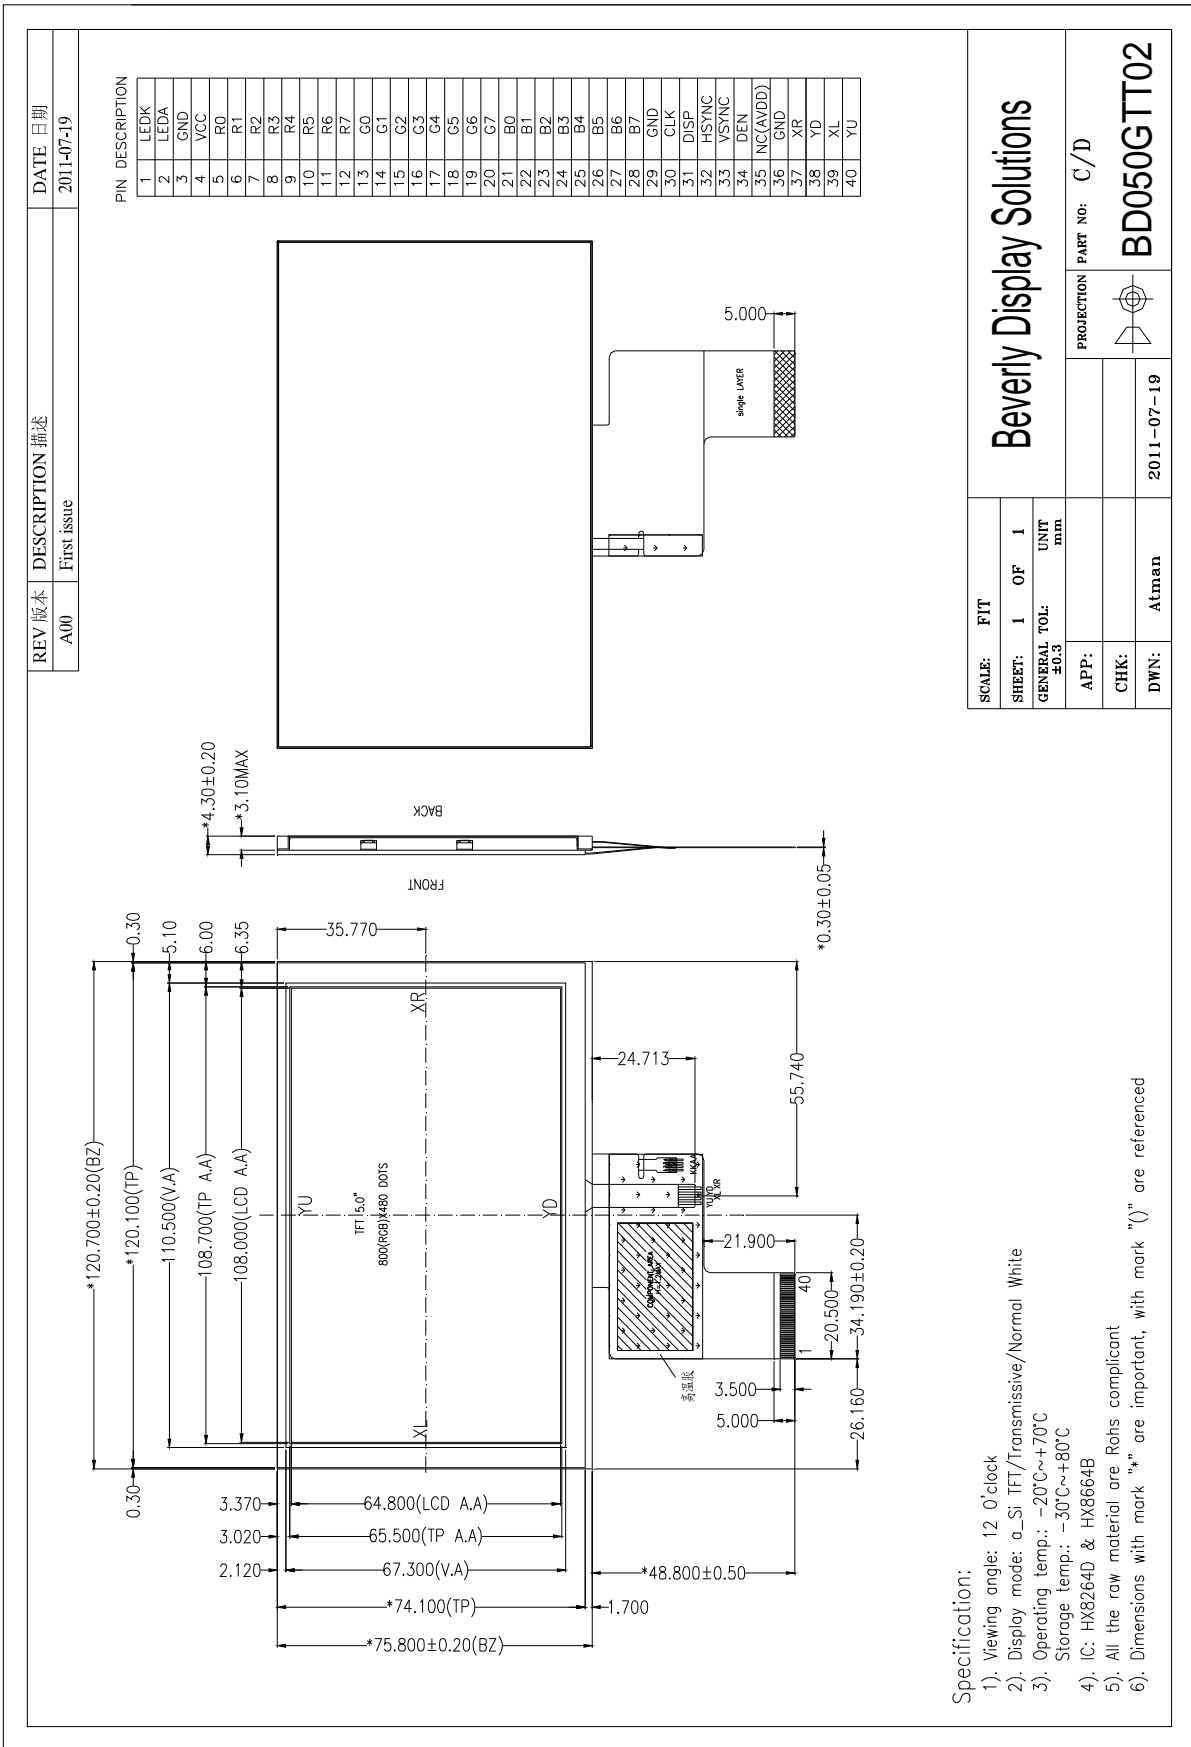 REV 版本 DESCRIPTION 描述 DATE 日期
A00 First issue 2011-07-19
*120.700±0.20(BZ)
*120.100(TP)
0.30
0.30
110.500(V.A)
5.10
108.700(TP A.A)
6.00
108.000(LCD A.A)
6.35
35.770
YU
XR
TFT 5.0"
800(RGB)X480 DOTS
XL
YD
3.370
64.800(LCD A.A)
3.020
65.500(TP A.A)
2.120
67.300(V.A)
*74.100(TP)
1.700
*75.800±0.20(BZ)
*48.800±0.50
24.713
55.740
KKAA
YUYD
XLXR
COMPONENT AREA
高温胶
21.900
1
40
3.500
5.000
20.500
34.190±0.20
26.160
*4.30±0.20
*3.10MAX
FRONT
BACK
*0.30±0.05
single LAYER
5.000
PIN DESCRIPTION
1 LEDK
2 LEDA
3 GND
4 VCC
5 R0
6 R1
7 R2
8 R3
9 R4
10 R5
11 R6
12 R7
13 G0
14 G1
15 G2
16 G3
17 G4
18 G5
19 G6
20 G7
21 B0
22 B1
23 B2
24 B3
25 B4
26 B5
27 B6
28 B7
29 GND
30 CLK
31 DISP
32 HSYNC
33 VSYNC
34 DEN
35 NC(AVDD)
36 GND
37 XR
38 YD
39 XL
40 YU
Specification:
1). Viewing angle: 12 O'clock
2). Display mode: a_Si TFT/Transmissive/Normal White
3). Operating temp.: -20°C~+70°C
Storage temp.: -30°C~+80°C
4). IC: HX8264D & HX8664B
5). All the raw material are Rohs complicant
6). Dimensions with mark "*" are important, with mark "()" are referenced
SCALE: FIT
SHEET: 1 OF 1
GENERAL TOL: ±0.3
UNIT mm
Beverly Display Solutions
APP:
CHK:
DWN: Atman 2011-07-19
PROJECTION
PART NO: C/D
BD050GTT02